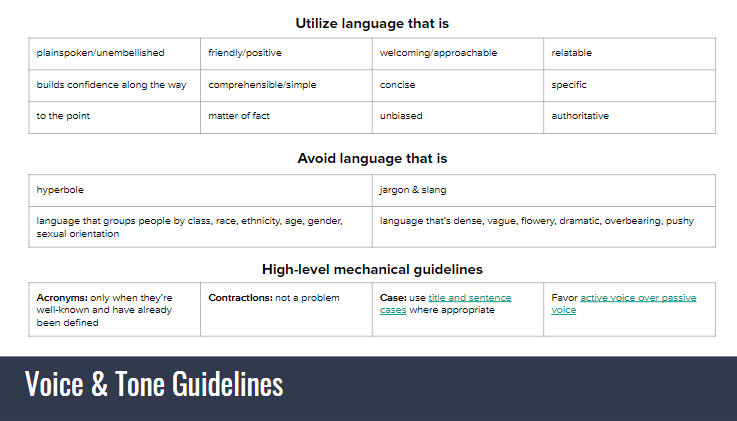 Utilize language that is
plainspoken/unembellished
friendly/positive
welcoming/approachable
relatable
builds confidence along the way
comprehensible/simple
concise
specific
to the point
matter of fact
unbiased
authoritative
Avoid language that is
hyperbole
jargon & slang
language that groups people by class, race, ethnicity, age, gender,
sexual orientation
language that's dense, vague, flowery, dramatic, overbearing, pushy
High-level mechanical guidelines
Acronyms: only when they're
well-known and have already
been defined
Contractions: not a problem
Case: use title and sentence
cases where appropriate
Favor active voice over passive
voice
Voice & Tone Guidelines